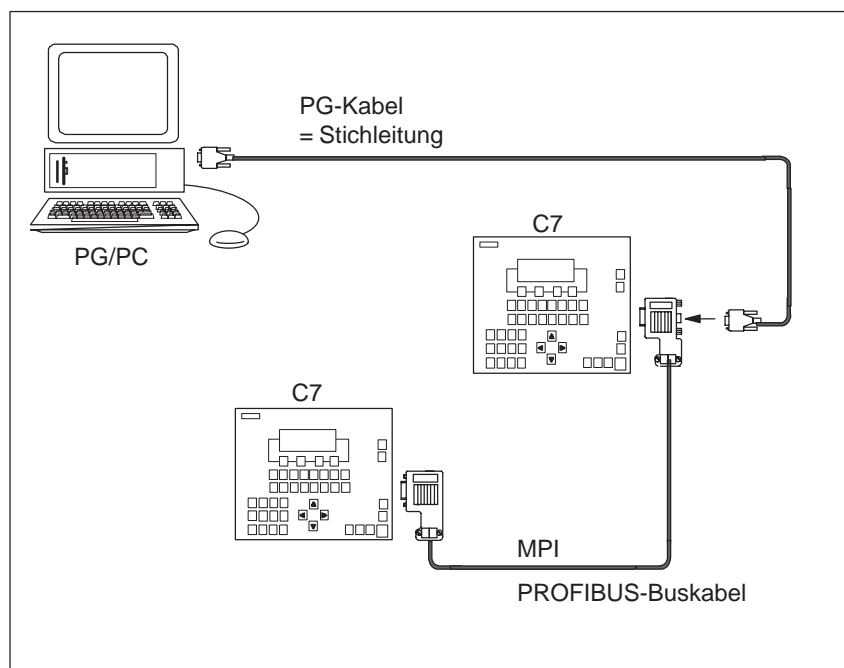 PG-Kabel
= Stichleitung
PG/PC
C7
C7
MPI
PROFIBUS-Buskabel